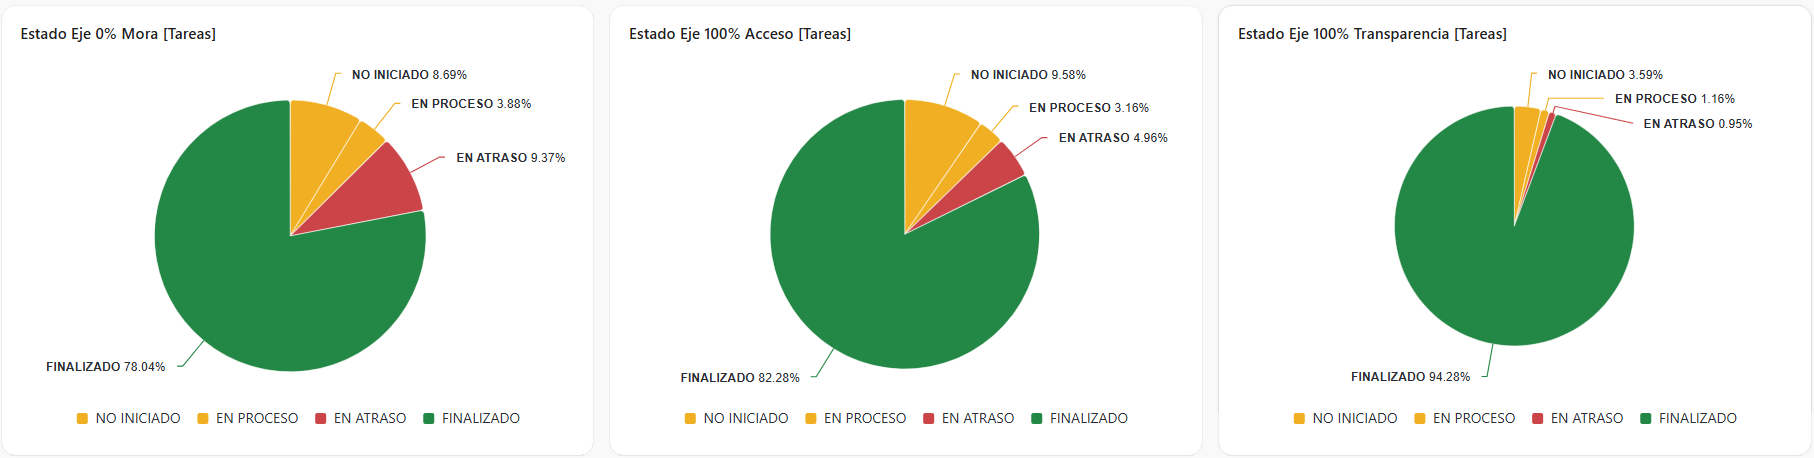 Estado Eje 0% Mora [Tareas]
NO INICIADO 8.69%
EN PROCESO 3.88%
EN ATRASO 9.37%
FINALIZADO 78.04%
NO INICIADO EN PROCESO EN ATRASO FINALIZADO
Estado Eje 100% Acceso [Tareas]
NO INICIADO 9.58%
EN PROCESO 3.16%
EN ATRASO 4.96%
FINALIZADO 82.28%
NO INICIADO EN PROCESO EN ATRASO FINALIZADO
Estado Eje 100% Transparencia [Tareas]
NO INICIADO 3.59%
EN PROCESO 1.16%
EN ATRASO 0.95%
FINALIZADO 94.28%
NO INICIADO EN PROCESO EN ATRASO FINALIZADO